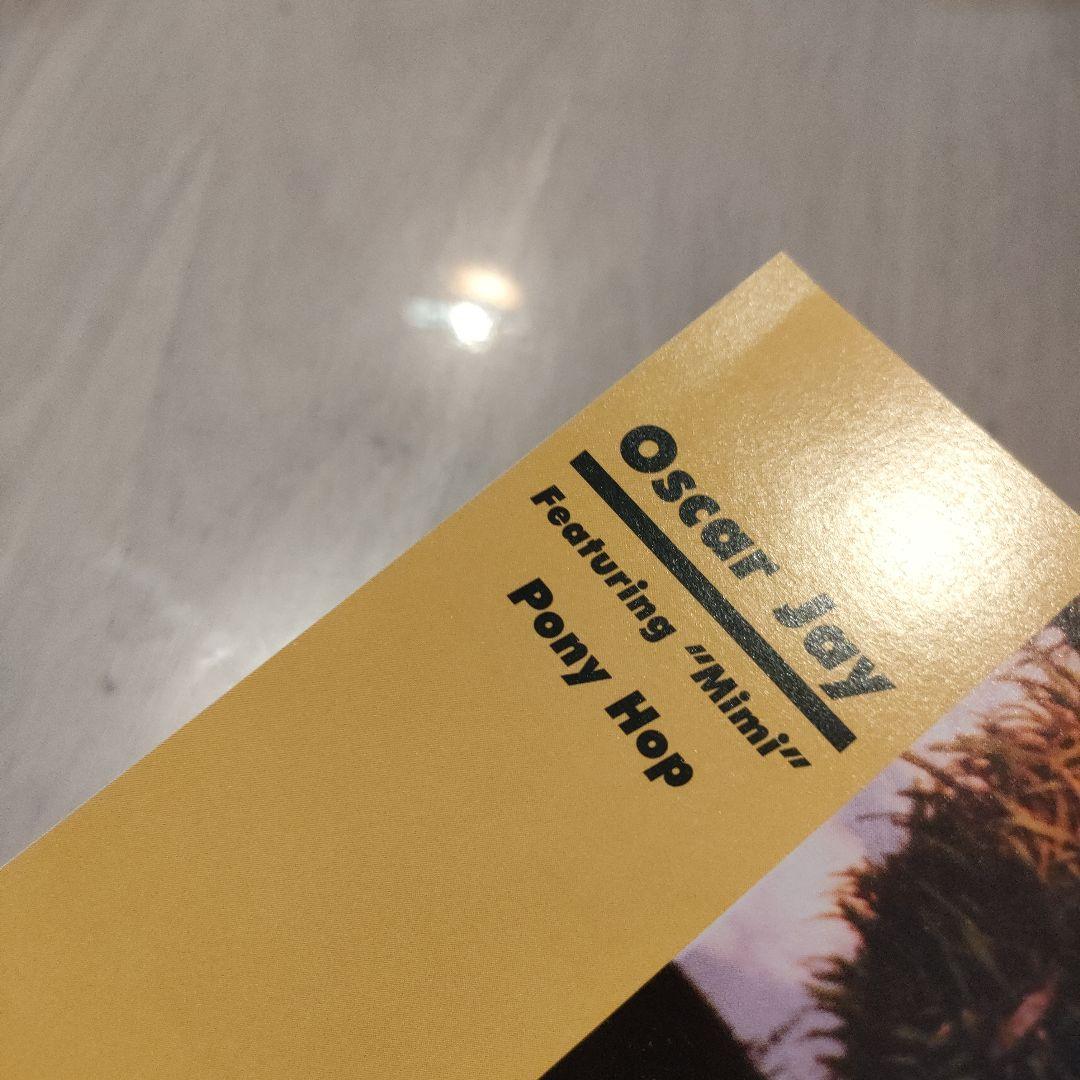 Oscar Jay
Featuring "Mimi"
Pony Hop